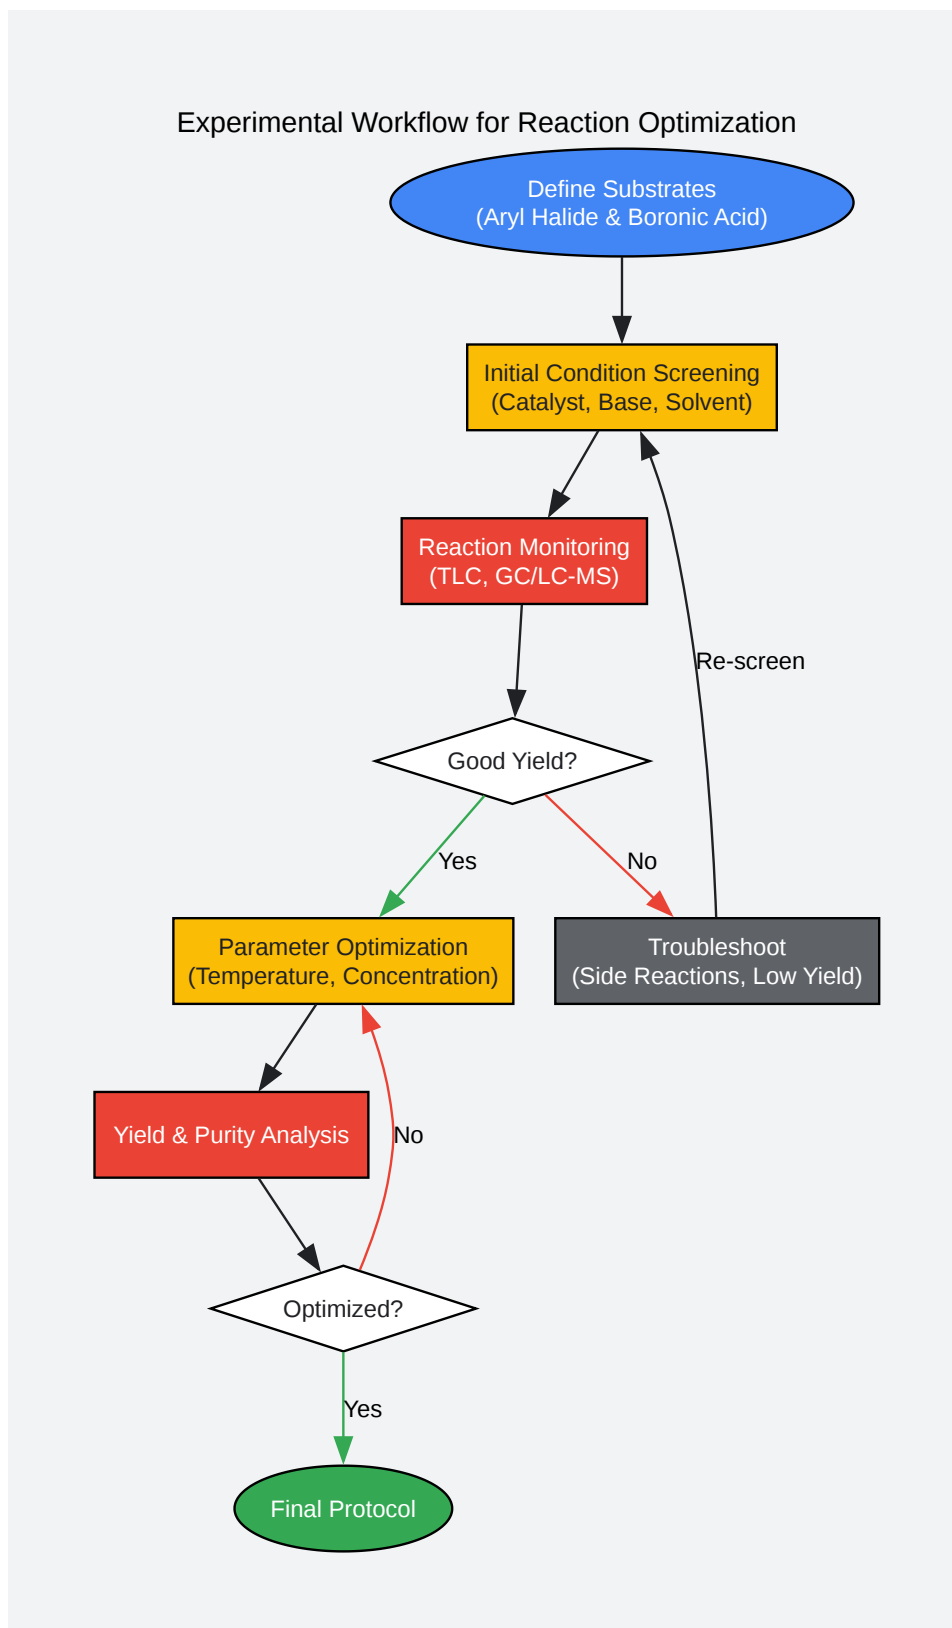 Experimental Workflow for Reaction Optimization
Define Substrates
(Aryl Halide & Boronic Acid)
Initial Condition Screening
(Catalyst, Base, Solvent)
Reaction Monitoring
(TLC, GC/LC-MS)
Re-screen
Good Yield?
Yes
No
Parameter Optimization
(Temperature, Concentration)
Troubleshoot
(Side Reactions, Low Yield)
Yield & Purity Analysis
No
Optimized?
Yes
Final Protocol